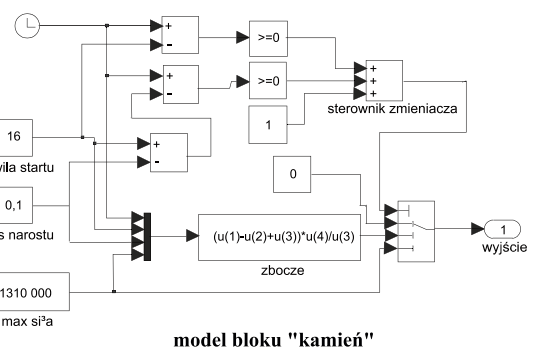 +
-
>=0
+
-
>=0
+
+
+
sterownik zmieniacza
1
16
wila startu
+
-
0
0,1
s narostu
(u(1)-u(2)+u(3))*u(4)/u(3)
zbocze
1
wyjście
1310 000
max si³a
model bloku "kamień"